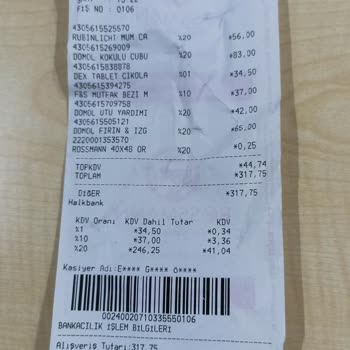 FİŞ NO : 0106
4305615525570
RUBINLICHT MUM CA %20 *56,00
4305615269009
DOMOL KOKULU CUBU %20 *83,00
4305615838878
DEX TABLET CIKOLA %01 *34,50
4305615394275
F&S MUTFAK BEZI M %10 *37,00
4305615709758
DOMOL UTU YARDIMI %20 *42,00
4305615505121
DOMOL FIRIN & IZG %20 *65,00
2220001353570
ROSSMANN 40X48 OR %20 *0,25
TOPKDV *44,74
TOPLAM *317,75
DİĞER *317,75
Halkbank
KDV Oranı KDV Dahil Tutar KDV
%1 *34,50 *0,34
%10 *37,00 *3,36
%20 *246,25 *41,04
Kasiyer Adı:E**** G**** Ö****
00240020710335550106
BANKACILIK İŞLEM BİLGİLERİ
Alışveriş Tutarı:317,75